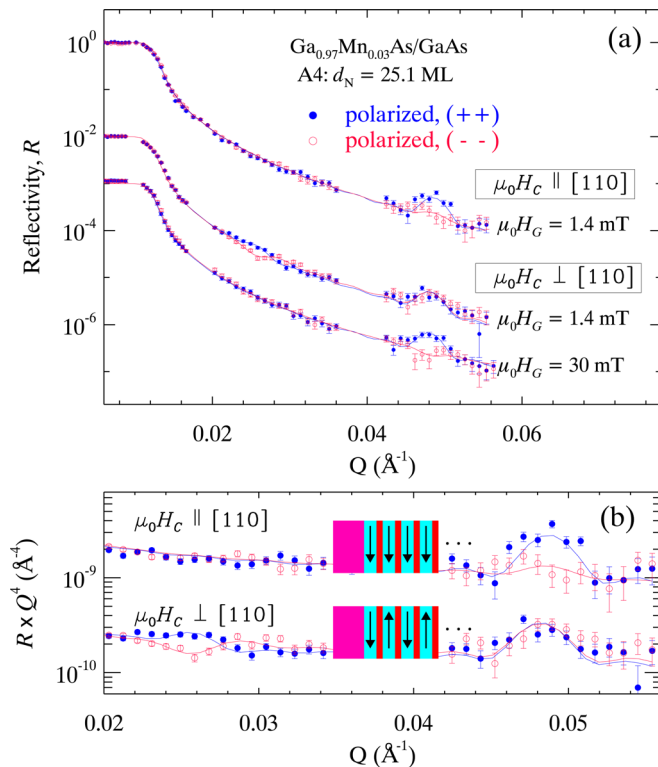 (a)
Ga0.97Mn0.03As/GaAs
A4: dN = 25.1 ML
polarized, (++)
polarized, (- -)
μ0HC ∥ [110]
μ0HG = 1.4 mT
μ0HC ⊥ [110]
μ0HG = 1.4 mT
μ0HG = 30 mT
Reflectivity, R
10^0
10^-2
10^-4
10^-6
0.02 0.04 0.06
Q (Å^-1)
(b)
μ0HC ∥ [110]
μ0HC ⊥ [110]
...
...
R x Q^4 (Å^-4)
10^-9
10^-10
0.02 0.03 0.04 0.05
Q (Å^-1)